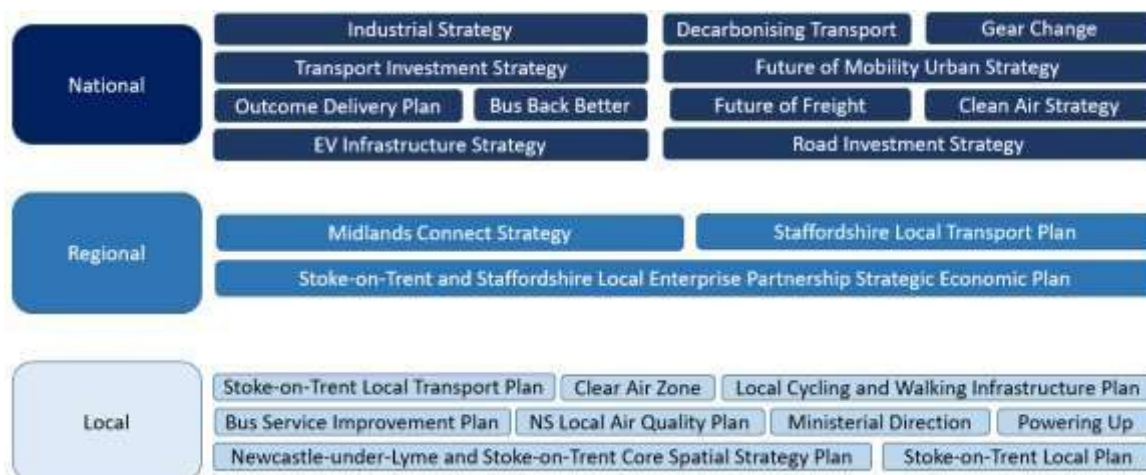 National
Industrial Strategy
Decarbonising Transport
Gear Change
Transport Investment Strategy
Future of Mobility Urban Strategy
Outcome Delivery Plan
Bus Back Better
Future of Freight
Clean Air Strategy
EV Infrastructure Strategy
Road Investment Strategy
Regional
Midlands Connect Strategy
Staffordshire Local Transport Plan
Stoke-on-Trent and Staffordshire Local Enterprise Partnership Strategic Economic Plan
Local
Stoke-on-Trent Local Transport Plan
Clear Air Zone
Local Cycling and Walking Infrastructure Plan
Bus Service Improvement Plan
NS Local Air Quality Plan
Ministerial Direction
Powering Up
Newcastle-under-Lyme and Stoke-on-Trent Core Spatial Strategy Plan
Stoke-on-Trent Local Plan